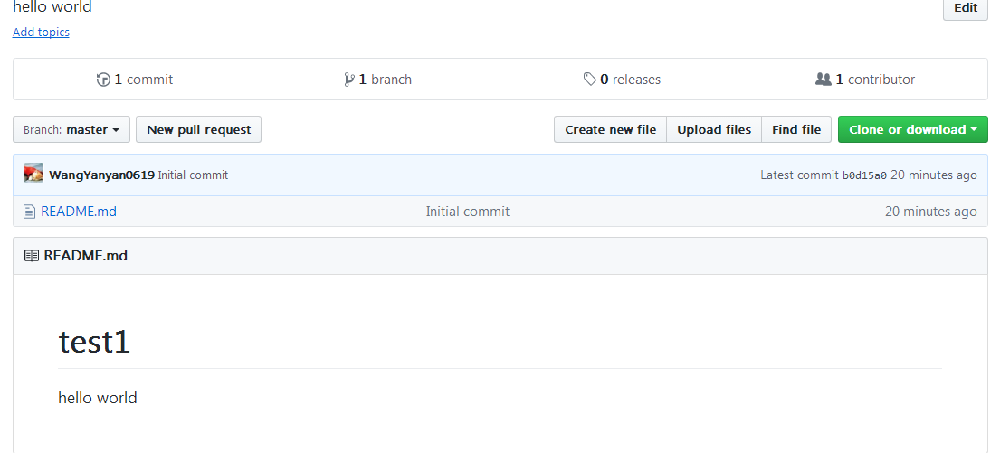 hello world
Edit
Add topics
1 commit
1 branch
0 releases
1 contributor
Branch: master
New pull request
Create new file
Upload files
Find file
Clone or download
WangYanyan0619 Initial commit
Latest commit b0d15a0 20 minutes ago
README.md
Initial commit
20 minutes ago
README.md
test1
hello world